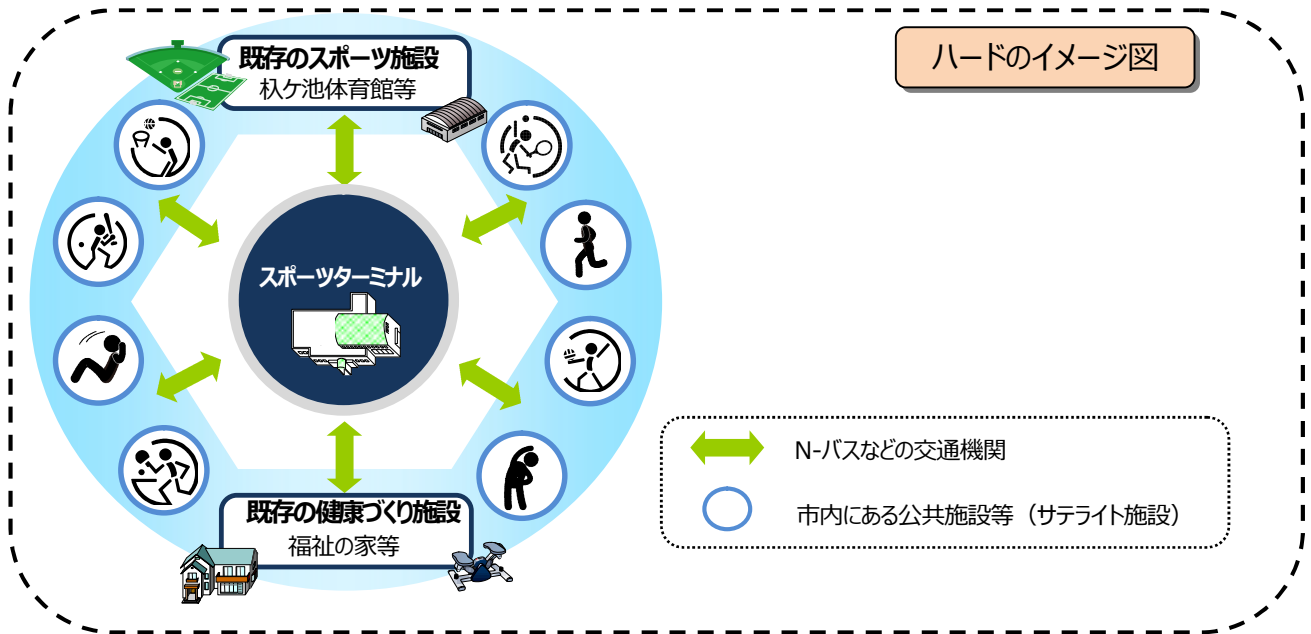 ハードのイメージ図
既存のスポーツ施設
杁ケ池体育館等
スポーツターミナル
既存の健康づくり施設
福祉の家等
N-バスなどの交通機関
市内にある公共施設等（サテライト施設）